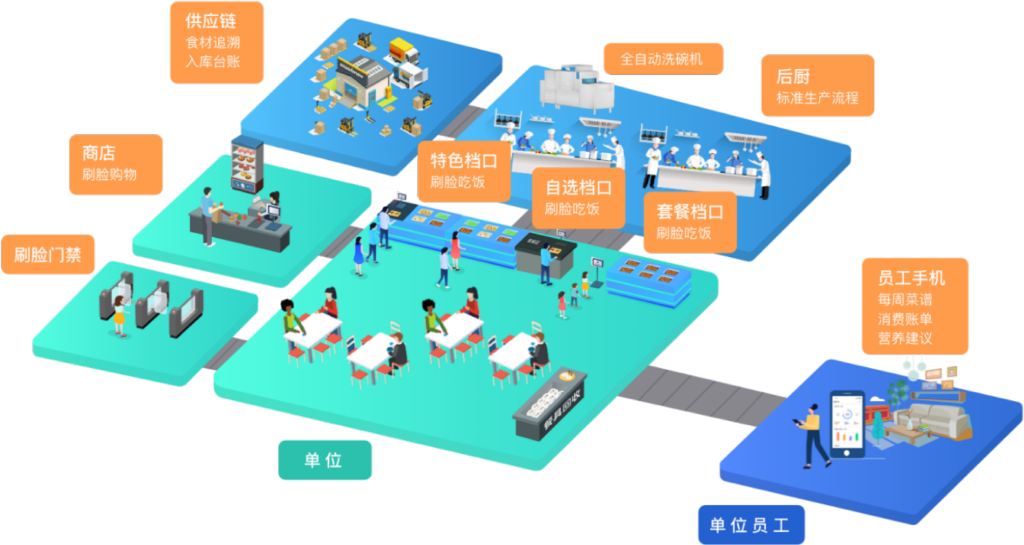 供应链
食材追溯
入库台账
全自动洗碗机
后厨
标准生产流程
商店
刷脸购物
特色档口
刷脸吃饭
自选档口
刷脸吃饭
套餐档口
刷脸吃饭
刷脸门禁
员工手机
每周菜谱
消费账单
营养建议
单位
单位员工